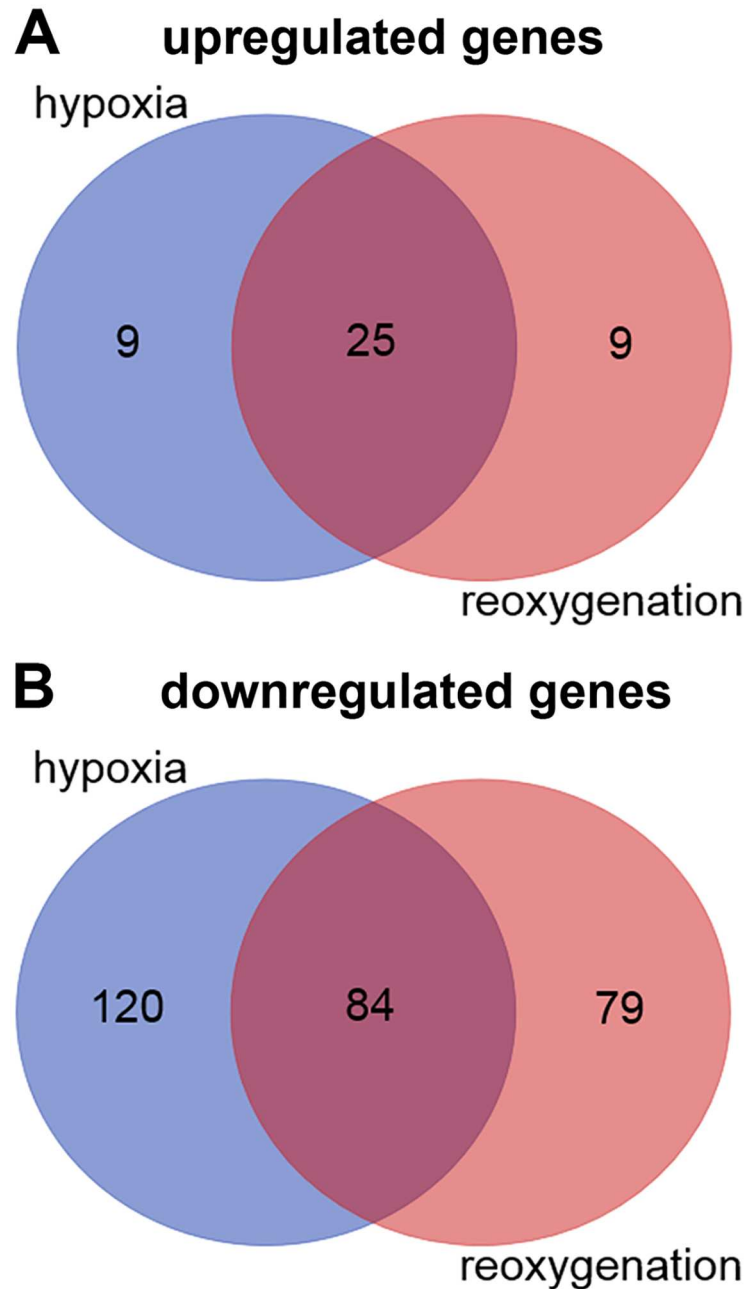 A upregulated genes
hypoxia
9 25 9
reoxygenation
B downregulated genes
hypoxia
120 84 79
reoxygenation